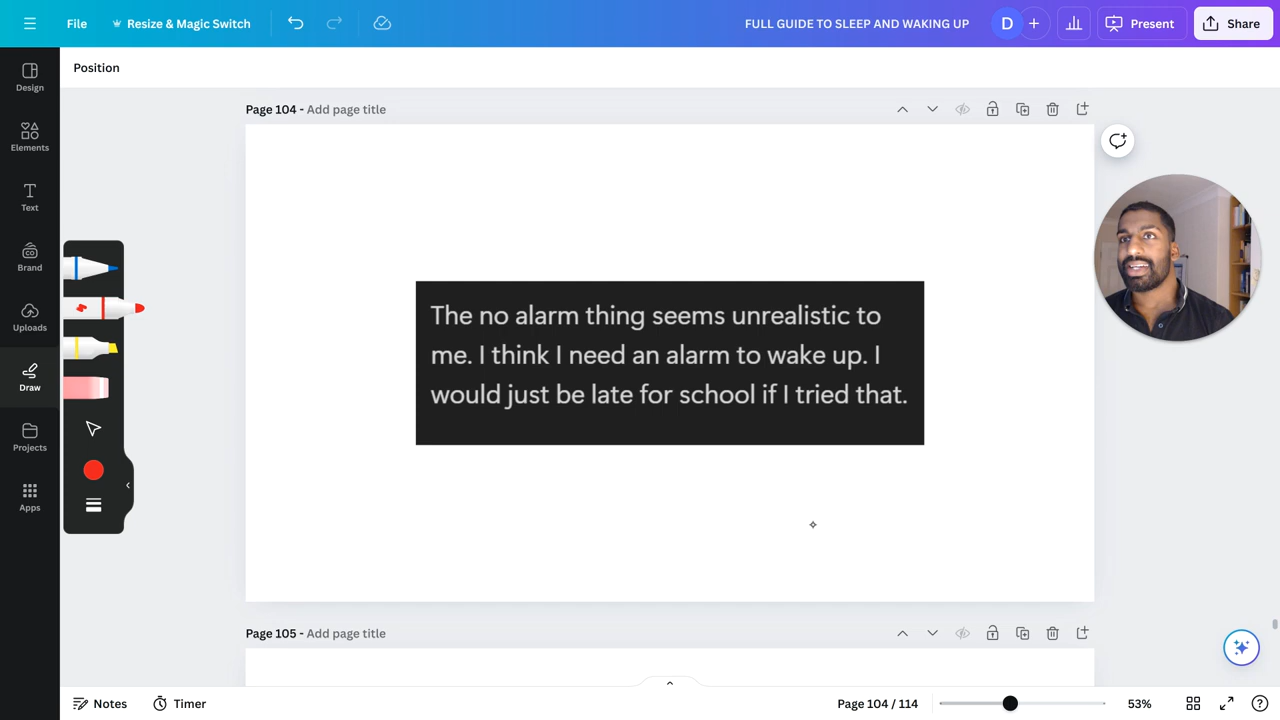 File
Resize & Magic Switch
FULL GUIDE TO SLEEP AND WAKING UP
D
Present
Share
Position
Design
Elements
Text
Brand
Uploads
Draw
Projects
Apps
Page 104 - Add page title
The no alarm thing seems unrealistic to
me. I think I need an alarm to wake up. I
would just be late for school if I tried that.
Page 105 - Add page title
Notes
Timer
Page 104 / 114
53%